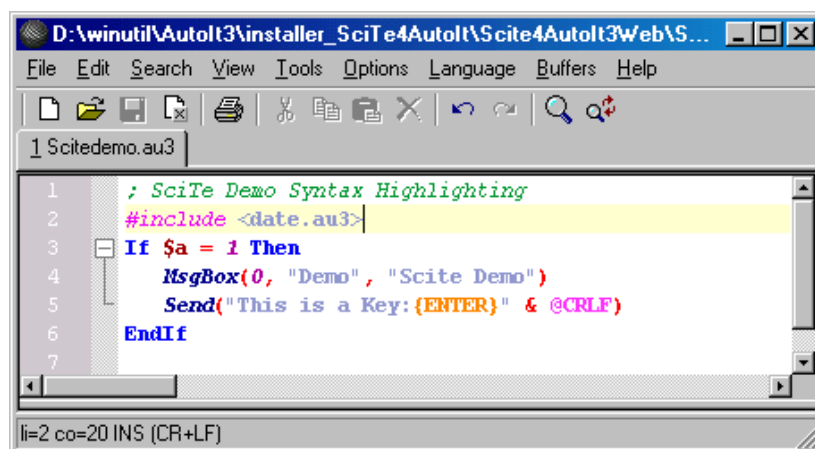 D:\winutil\AutoIt3\installer_SciTe4AutoIt\Scite4AutoIt3Web\S...
File Edit Search View Tools Options Language Buffers Help
1 Scitedemo.au3
1 ; SciTe Demo Syntax Highlighting
2 #include <date.au3>
3 If $a = 1 Then
4 MsgBox(0, "Demo", "Scite Demo")
5 Send("This is a Key:{ENTER}" & @CRLF)
6 EndIf
7
li=2 co=20 INS (CR+LF)